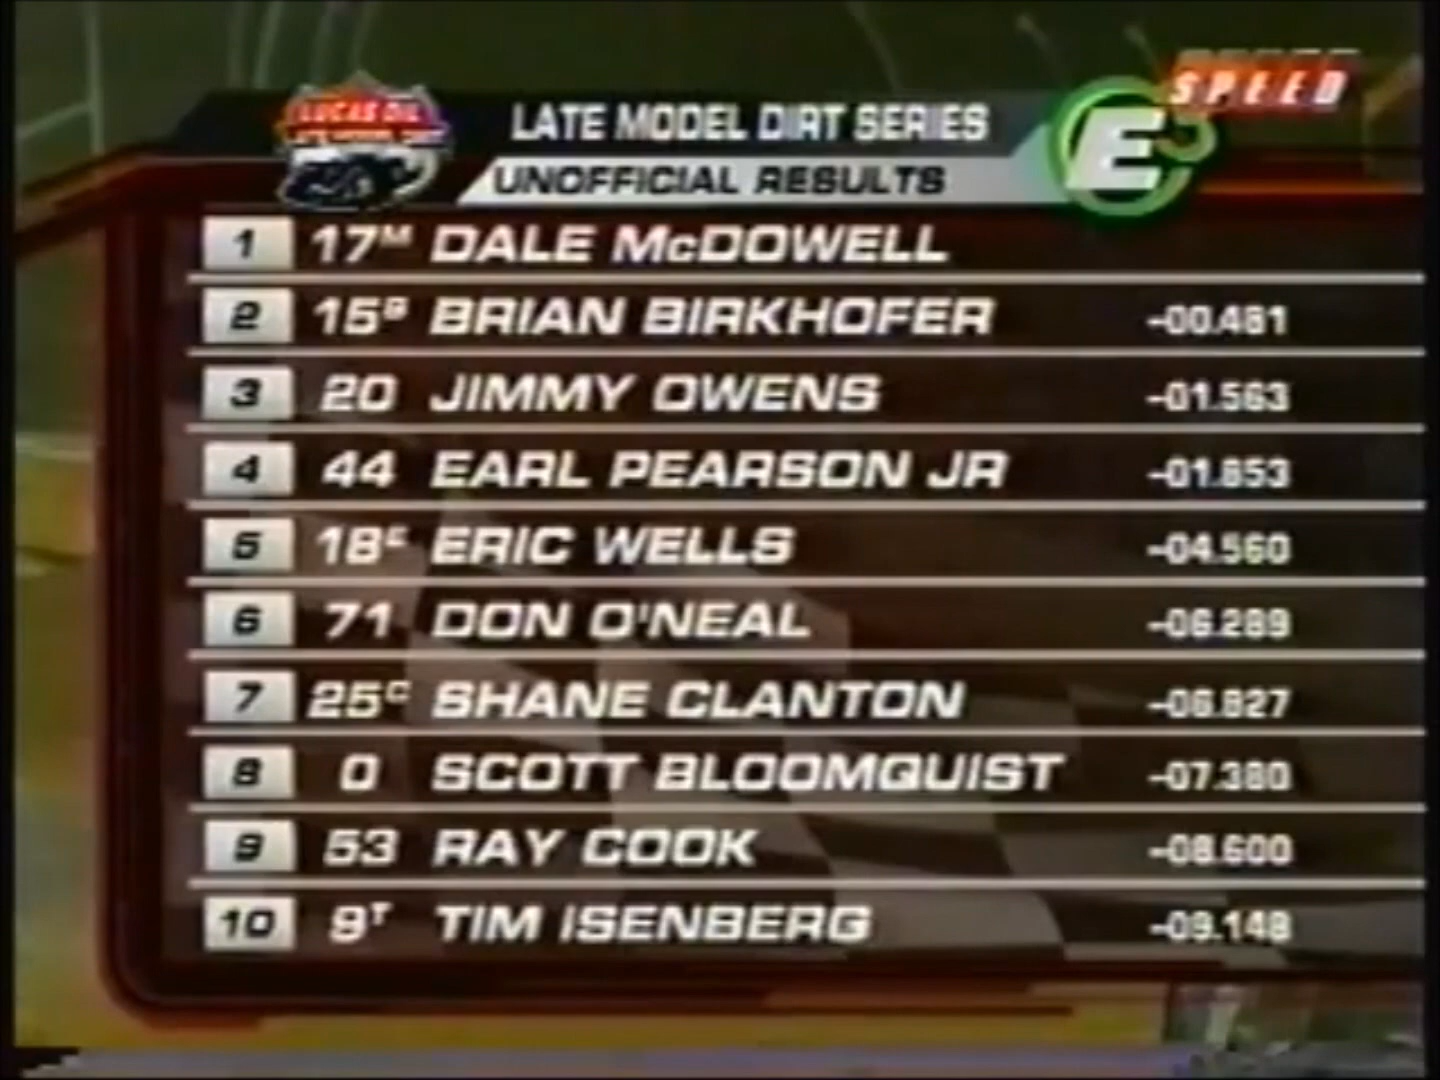 SPEED
LUCAS OIL
LATE MODEL DIRT SERIES
E3
UNOFFICIAL RESULTS
1 17M DALE McDOWELL
2 15B BRIAN BIRKHOFER -00.481
3 20 JIMMY OWENS -01.563
4 44 EARL PEARSON JR -01.853
5 18E ERIC WELLS -04.560
6 71 DON O'NEAL -06.289
7 25C SHANE CLANTON -06.827
8 0 SCOTT BLOOMQUIST -07.380
9 53 RAY COOK -08.600
10 9T TIM ISENBERG -09.148